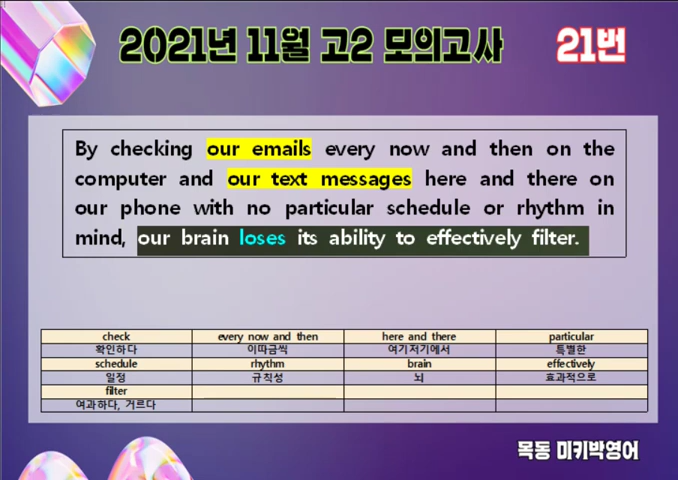 2021년 11월 고2 모의고사 21번
By checking our emails every now and then on the
computer and our text messages here and there on
our phone with no particular schedule or rhythm in
mind, our brain loses its ability to effectively filter.
check every now and then here and there particular
확인하다 이따금씩 여기저기에서 특별한
schedule rhythm brain effectively
일정 규칙성 뇌 효과적으로
filter
여과하다, 거르다
목동 미키박영어